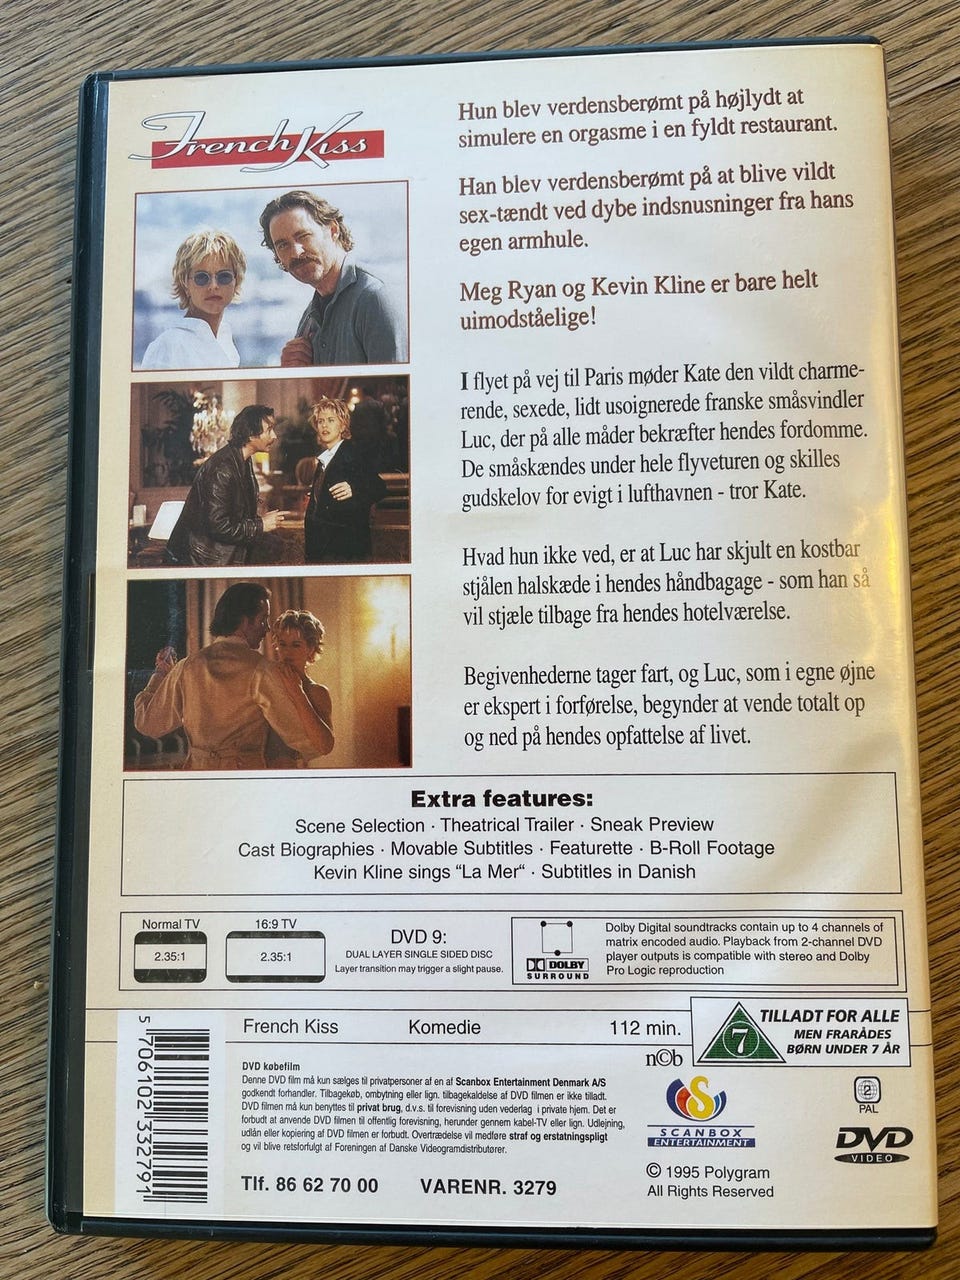 French Kiss
Hun blev verdensberømt på højlydt at
simulere en orgasme i en fyldt restaurant.
Han blev verdensberømt på at blive vildt
sex-tændt ved dybe indsnusninger fra hans
egen armhule.
Meg Ryan og Kevin Kline er bare helt
uimodståelige!
I flyet på vej til Paris møder Kate den vildt charme-
rende, sexede, lidt usoignerede franske småsvindler
Luc, der på alle måder bekræfter hendes fordomme.
De småskændes under hele flyveturen og skilles
gudskelov for evigt i lufthavnen - tror Kate.
Hvad hun ikke ved, er at Luc har skjult en kostbar
stjålen halskæde i hendes håndbagage - som han så
vil stjæle tilbage fra hendes hotelværelse.
Begivenhederne tager fart, og Luc, som i egne øjne
er ekspert i forførelse, begynder at vende totalt op
og ned på hendes opfattelse af livet.
Extra features:
Scene Selection · Theatrical Trailer · Sneak Preview
Cast Biographies · Movable Subtitles · Featurette · B-Roll Footage
Kevin Kline sings "La Mer" · Subtitles in Danish
Normal TV
2.35:1
16:9 TV
2.35:1
DVD 9:
DUAL LAYER SINGLE SIDED DISC
Layer transition may trigger a slight pause.
DOLBY
SURROUND
Dolby Digital soundtracks contain up to 4 channels of
matrix encoded audio. Playback from 2-channel DVD
player outputs is compatible with stereo and Dolby
Pro Logic reproduction
French Kiss Komedie 112 min.
7
TILLADT FOR ALLE
MEN FRARÅDES
BØRN UNDER 7 ÅR
n©b
5 706102 332791
DVD købefilm
Denne DVD film må kun sælges til privatpersoner af en af Scanbox Entertainment Denmark A/S
godkendt forhandler. Tilbagekøb, ombytning eller lign. tilbagekaldelse af DVD filmen er ikke tilladt.
DVD filmen må kun benyttes til privat brug, d.v.s. til forevisning uden vederlag i private hjem. Det er
forbudt at anvende DVD filmen til offentlig forevisning, herunder gennem kabel-TV eller lign. Udlejning,
udlån eller kopiering af DVD filmen er forbudt. Overtrædelse vil medføre straf og erstatningspligt
og vil blive retsforfulgt af Foreningen af Danske Videogramdistributører.
Tlf. 86 62 70 00 VARENR. 3279
S
SCANBOX
ENTERTAINMENT
© 1995 Polygram
All Rights Reserved
2
PAL
DVD
VIDEO